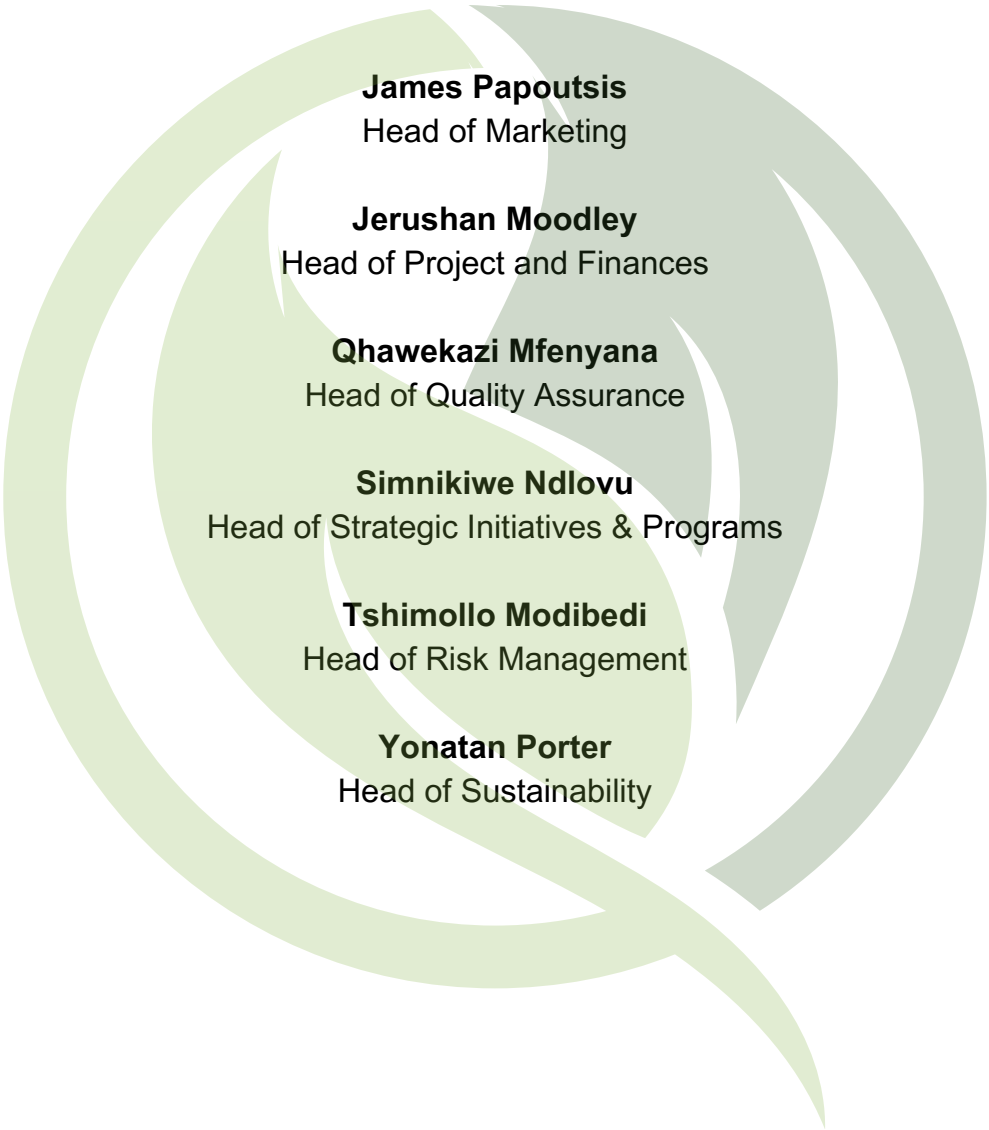 James Papoutsis
Head of Marketing
Jerushan Moodley
Head of Project and Finances
Qhawekazi Mfenyana
Head of Quality Assurance
Simnikiwe Ndlovu
Head of Strategic Initiatives & Programs
Tshimollo Modibedi
Head of Risk Management
Yonatan Porter
Head of Sustainability